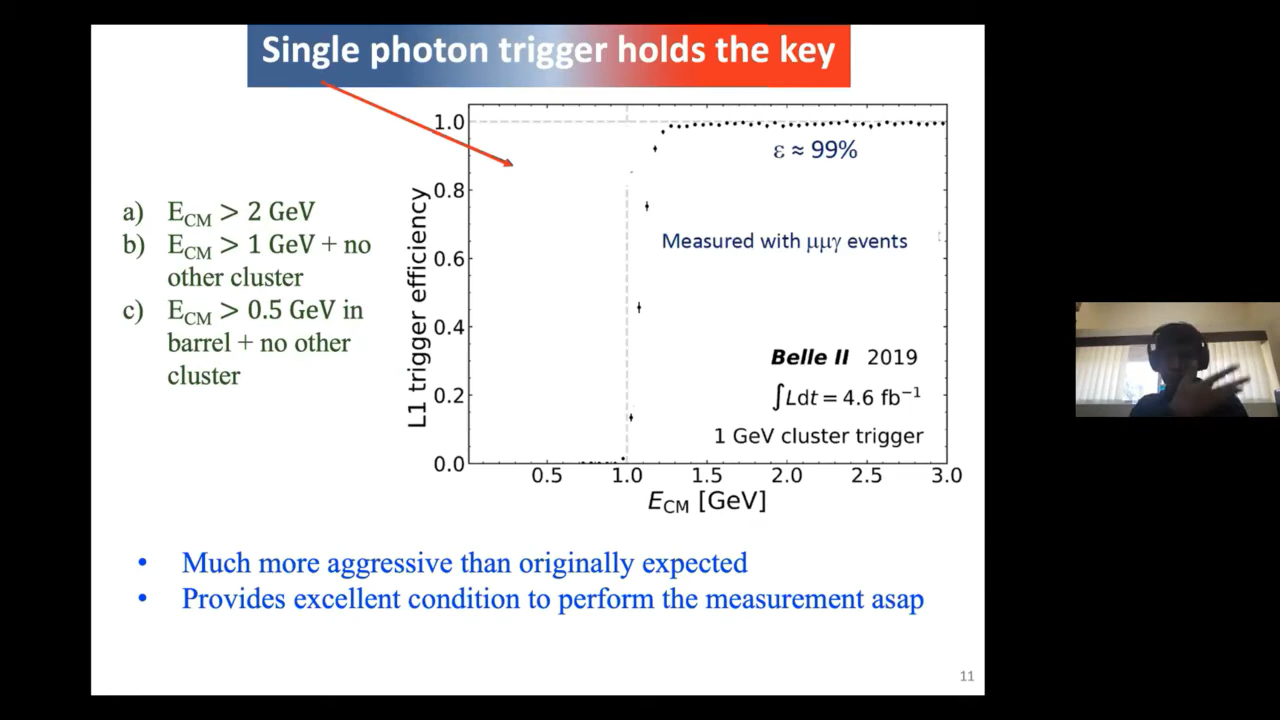 Single photon trigger holds the key
a) E_CM > 2 GeV
b) E_CM > 1 GeV + no
other cluster
c) E_CM > 0.5 GeV in
barrel + no other
cluster
L1 trigger efficiency
1.0
0.8
0.6
0.4
0.2
0.0
ε ≈ 99%
Measured with μμγ events
Belle II 2019
∫Ldt = 4.6 fb⁻¹
1 GeV cluster trigger
0.5 1.0 1.5 2.0 2.5 3.0
E_CM [GeV]
• Much more aggressive than originally expected
• Provides excellent condition to perform the measurement asap
11